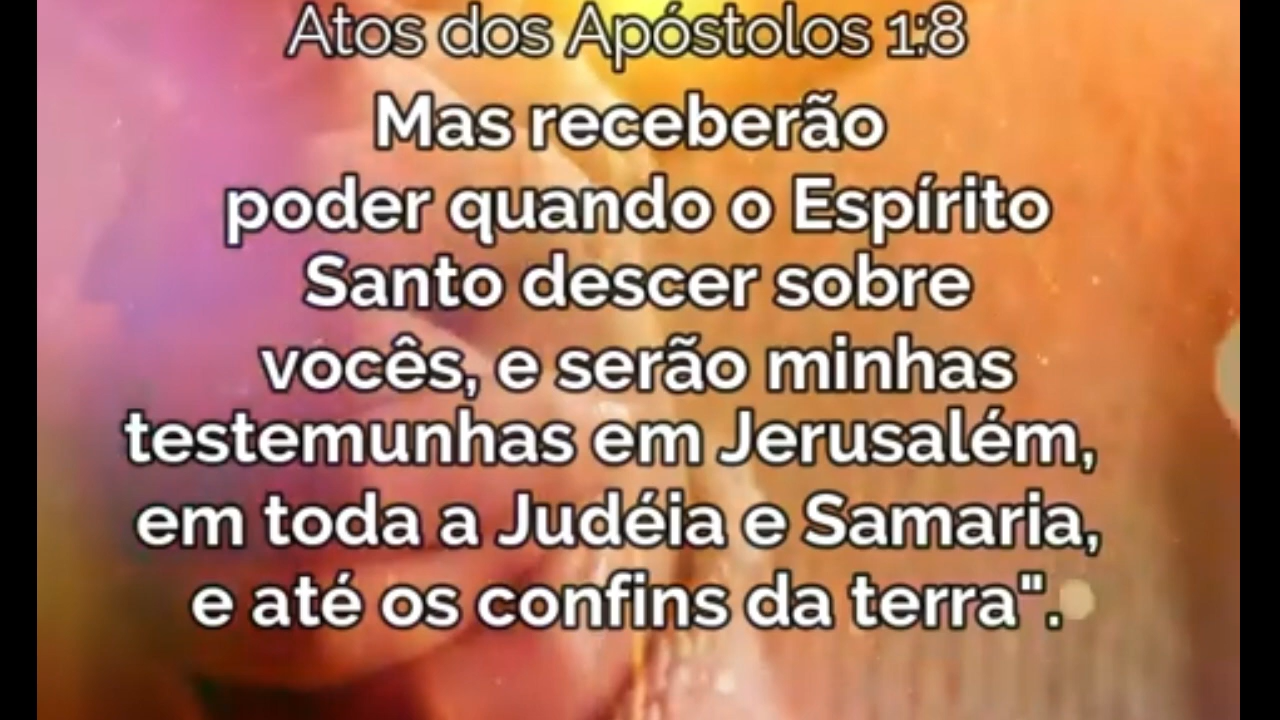 Atos dos Apóstolos 1:8
Mas receberão
poder quando o Espírito
Santo descer sobre
vocês, e serão minhas
testemunhas em Jerusalém,
em toda a Judéia e Samaria,
e até os confins da terra".